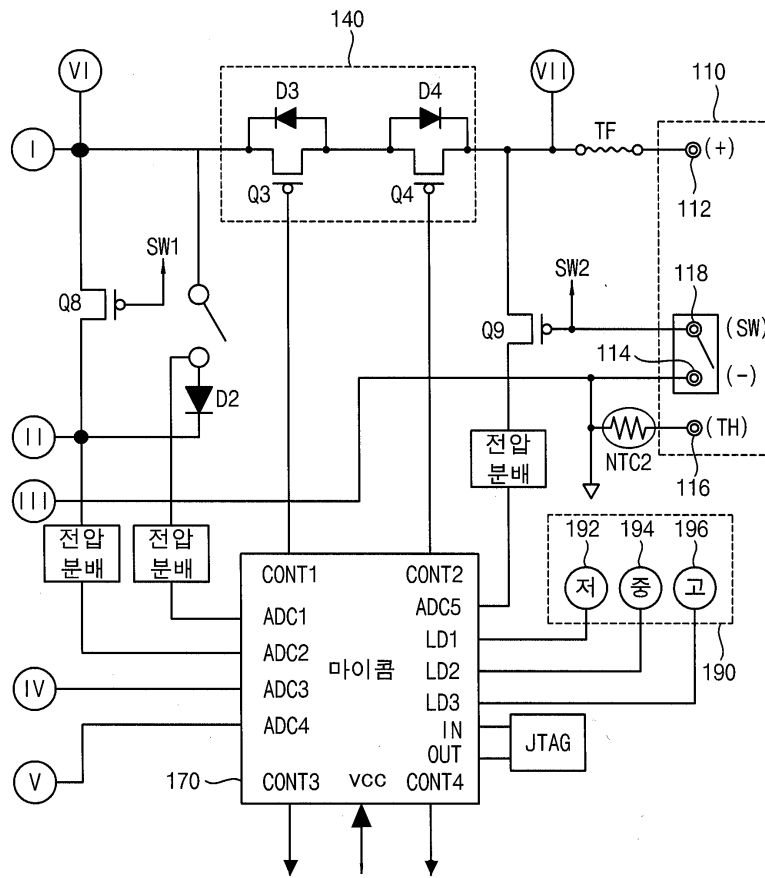 140
VI
VII
110
D3
D4
TF
I
(+)
Q3
Q4
112
SW1
SW2
118
Q8
Q9
(SW)
114
(-)
D2
II
전압
분배
(TH)
NTC2
116
III
전압
분배
전압
분배
192
194
196
CONT1
CONT2
저
중
고
ADC1
ADC5
LD1
190
ADC2
마이콤
LD2
IV
ADC3
LD3
ADC4
IN
JTAG
OUT
V
170
CONT3
VCC
CONT4